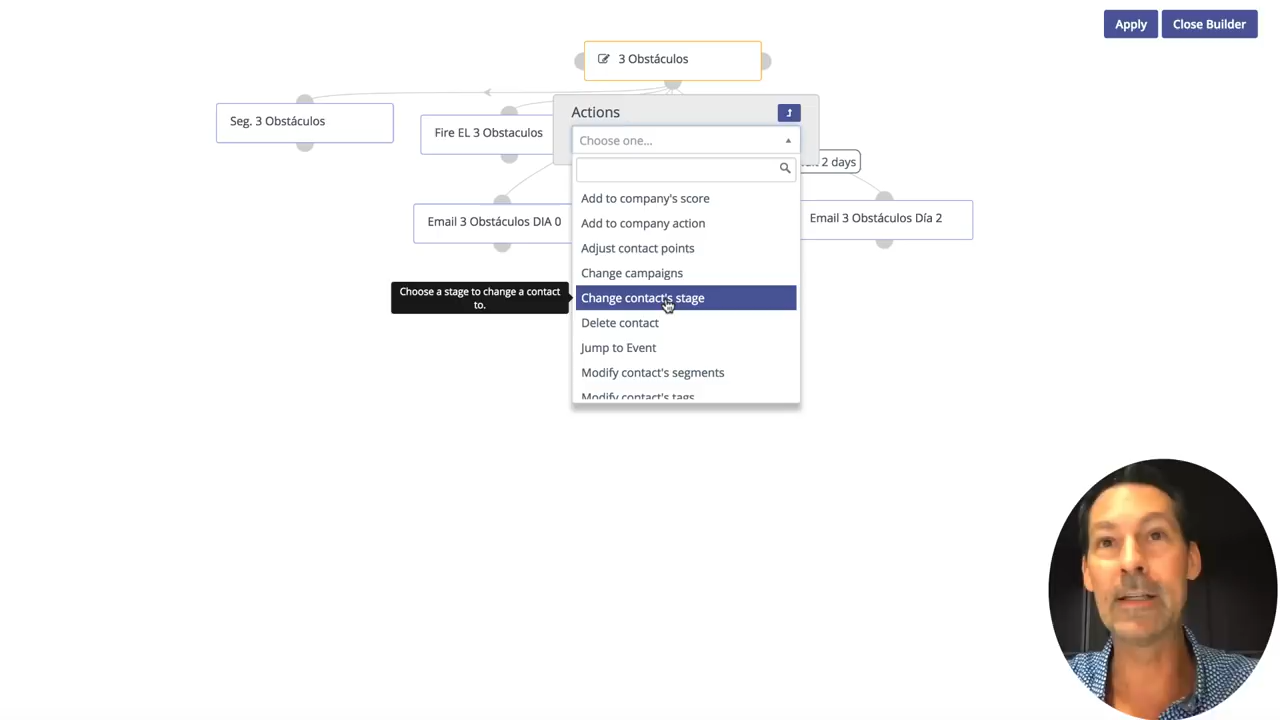 Apply
Close Builder
3 Obstáculos
Seg. 3 Obstáculos
Fire EL 3 Obstaculos
Actions
Choose one...
2 days
Email 3 Obstáculos DIA 0
Email 3 Obstáculos Día 2
Add to company's score
Add to company action
Adjust contact points
Change campaigns
Choose a stage to change a contact
to.
Change contact's stage
Delete contact
Jump to Event
Modify contact's segments
Modify contact's tags